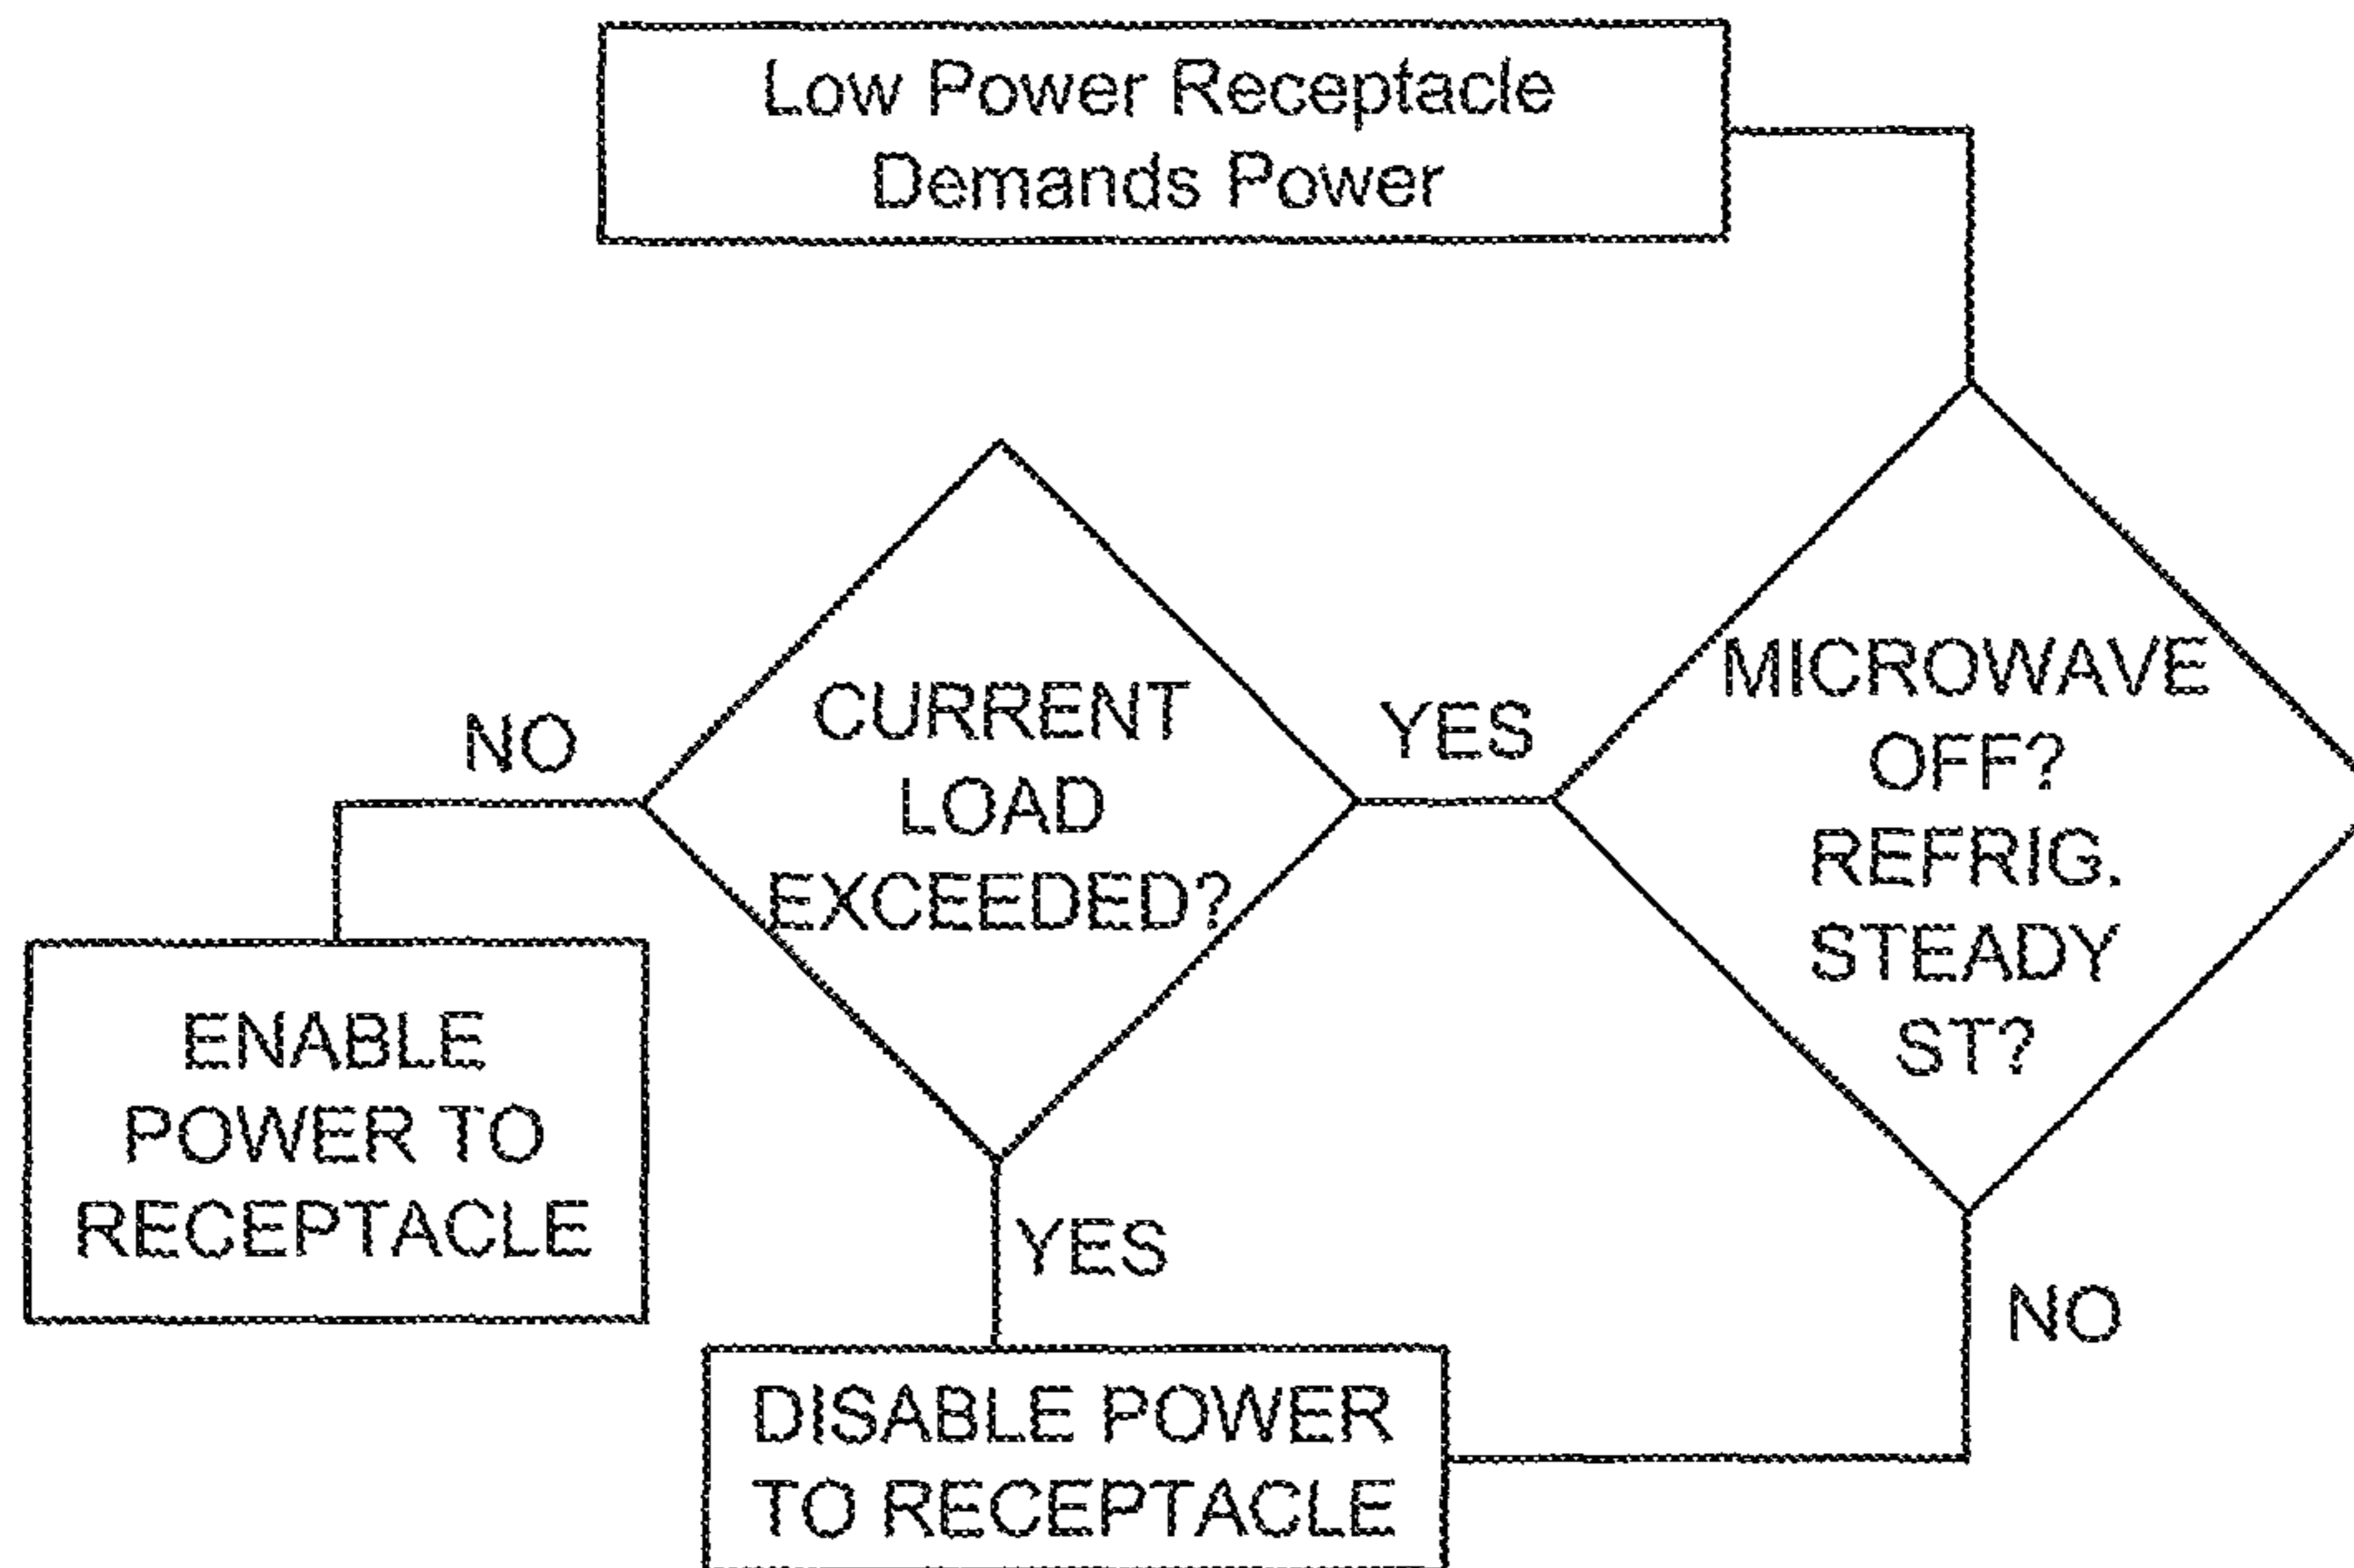 Low Power Receptacle
Demands Power
MICROWAVE
OFF?
REFRIG.
STEADY
ST?
YES
CURRENT
LOAD
EXCEEDED?
NO
ENABLE
POWER TO
RECEPTACLE
YES
NO
DISABLE POWER
TO RECEPTACLE